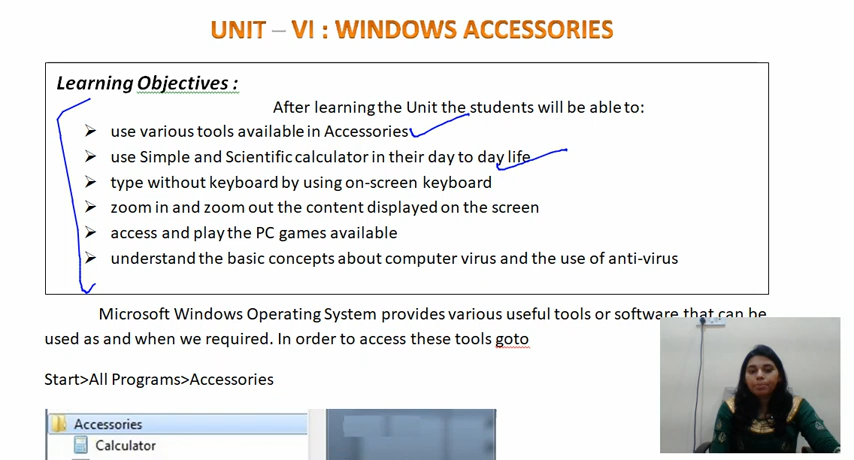 UNIT – VI : WINDOWS ACCESSORIES
Learning Objectives :
After learning the Unit the students will be able to:
➢ use various tools available in Accessories
➢ use Simple and Scientific calculator in their day to day life
➢ type without keyboard by using on-screen keyboard
➢ zoom in and zoom out the content displayed on the screen
➢ access and play the PC games available
➢ understand the basic concepts about computer virus and the use of anti-virus
Microsoft Windows Operating System provides various useful tools or software that can be
used as and when we required. In order to access these tools goto
Start>All Programs>Accessories
Accessories
Calculator